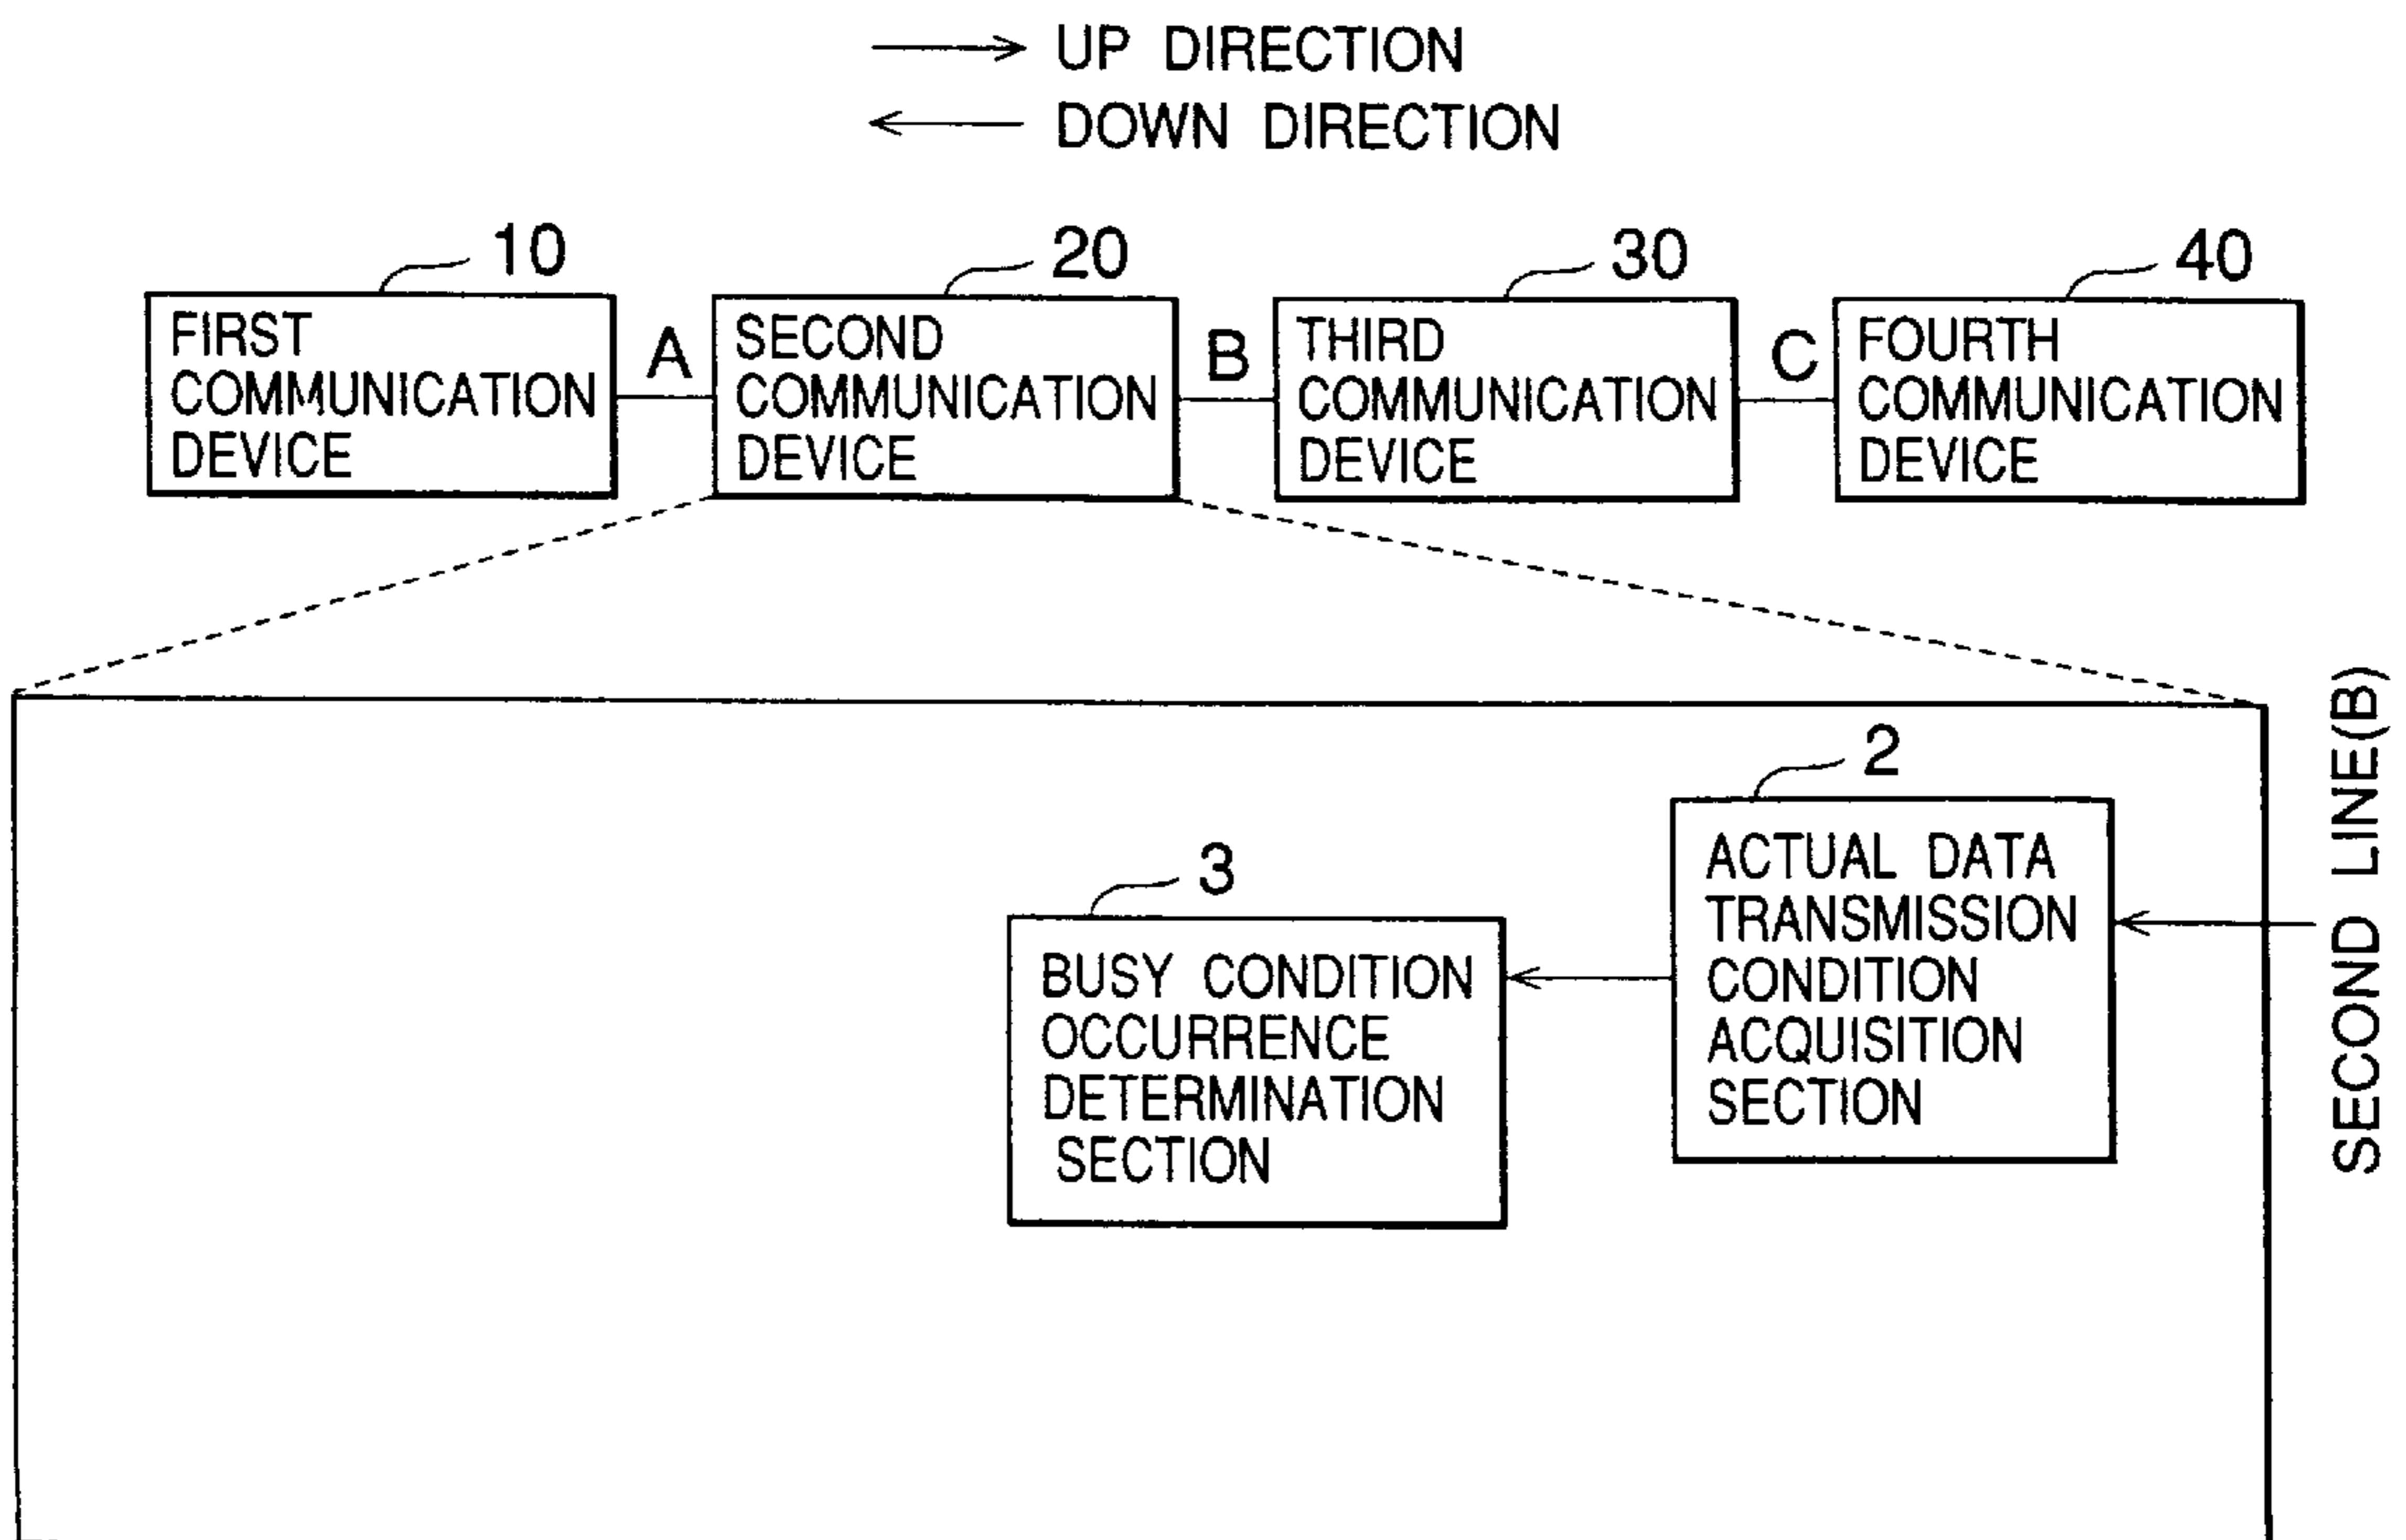 UP DIRECTION
DOWN DIRECTION
10
20
30
40
FIRST
COMMUNICATION
DEVICE
A
SECOND
COMMUNICATION
DEVICE
B
THIRD
COMMUNICATION
DEVICE
C
FOURTH
COMMUNICATION
DEVICE
2
ACTUAL DATA
TRANSMISSION
CONDITION
ACQUISITION
SECTION
3
BUSY CONDITION
OCCURRENCE
DETERMINATION
SECTION
SECOND LINE(B)